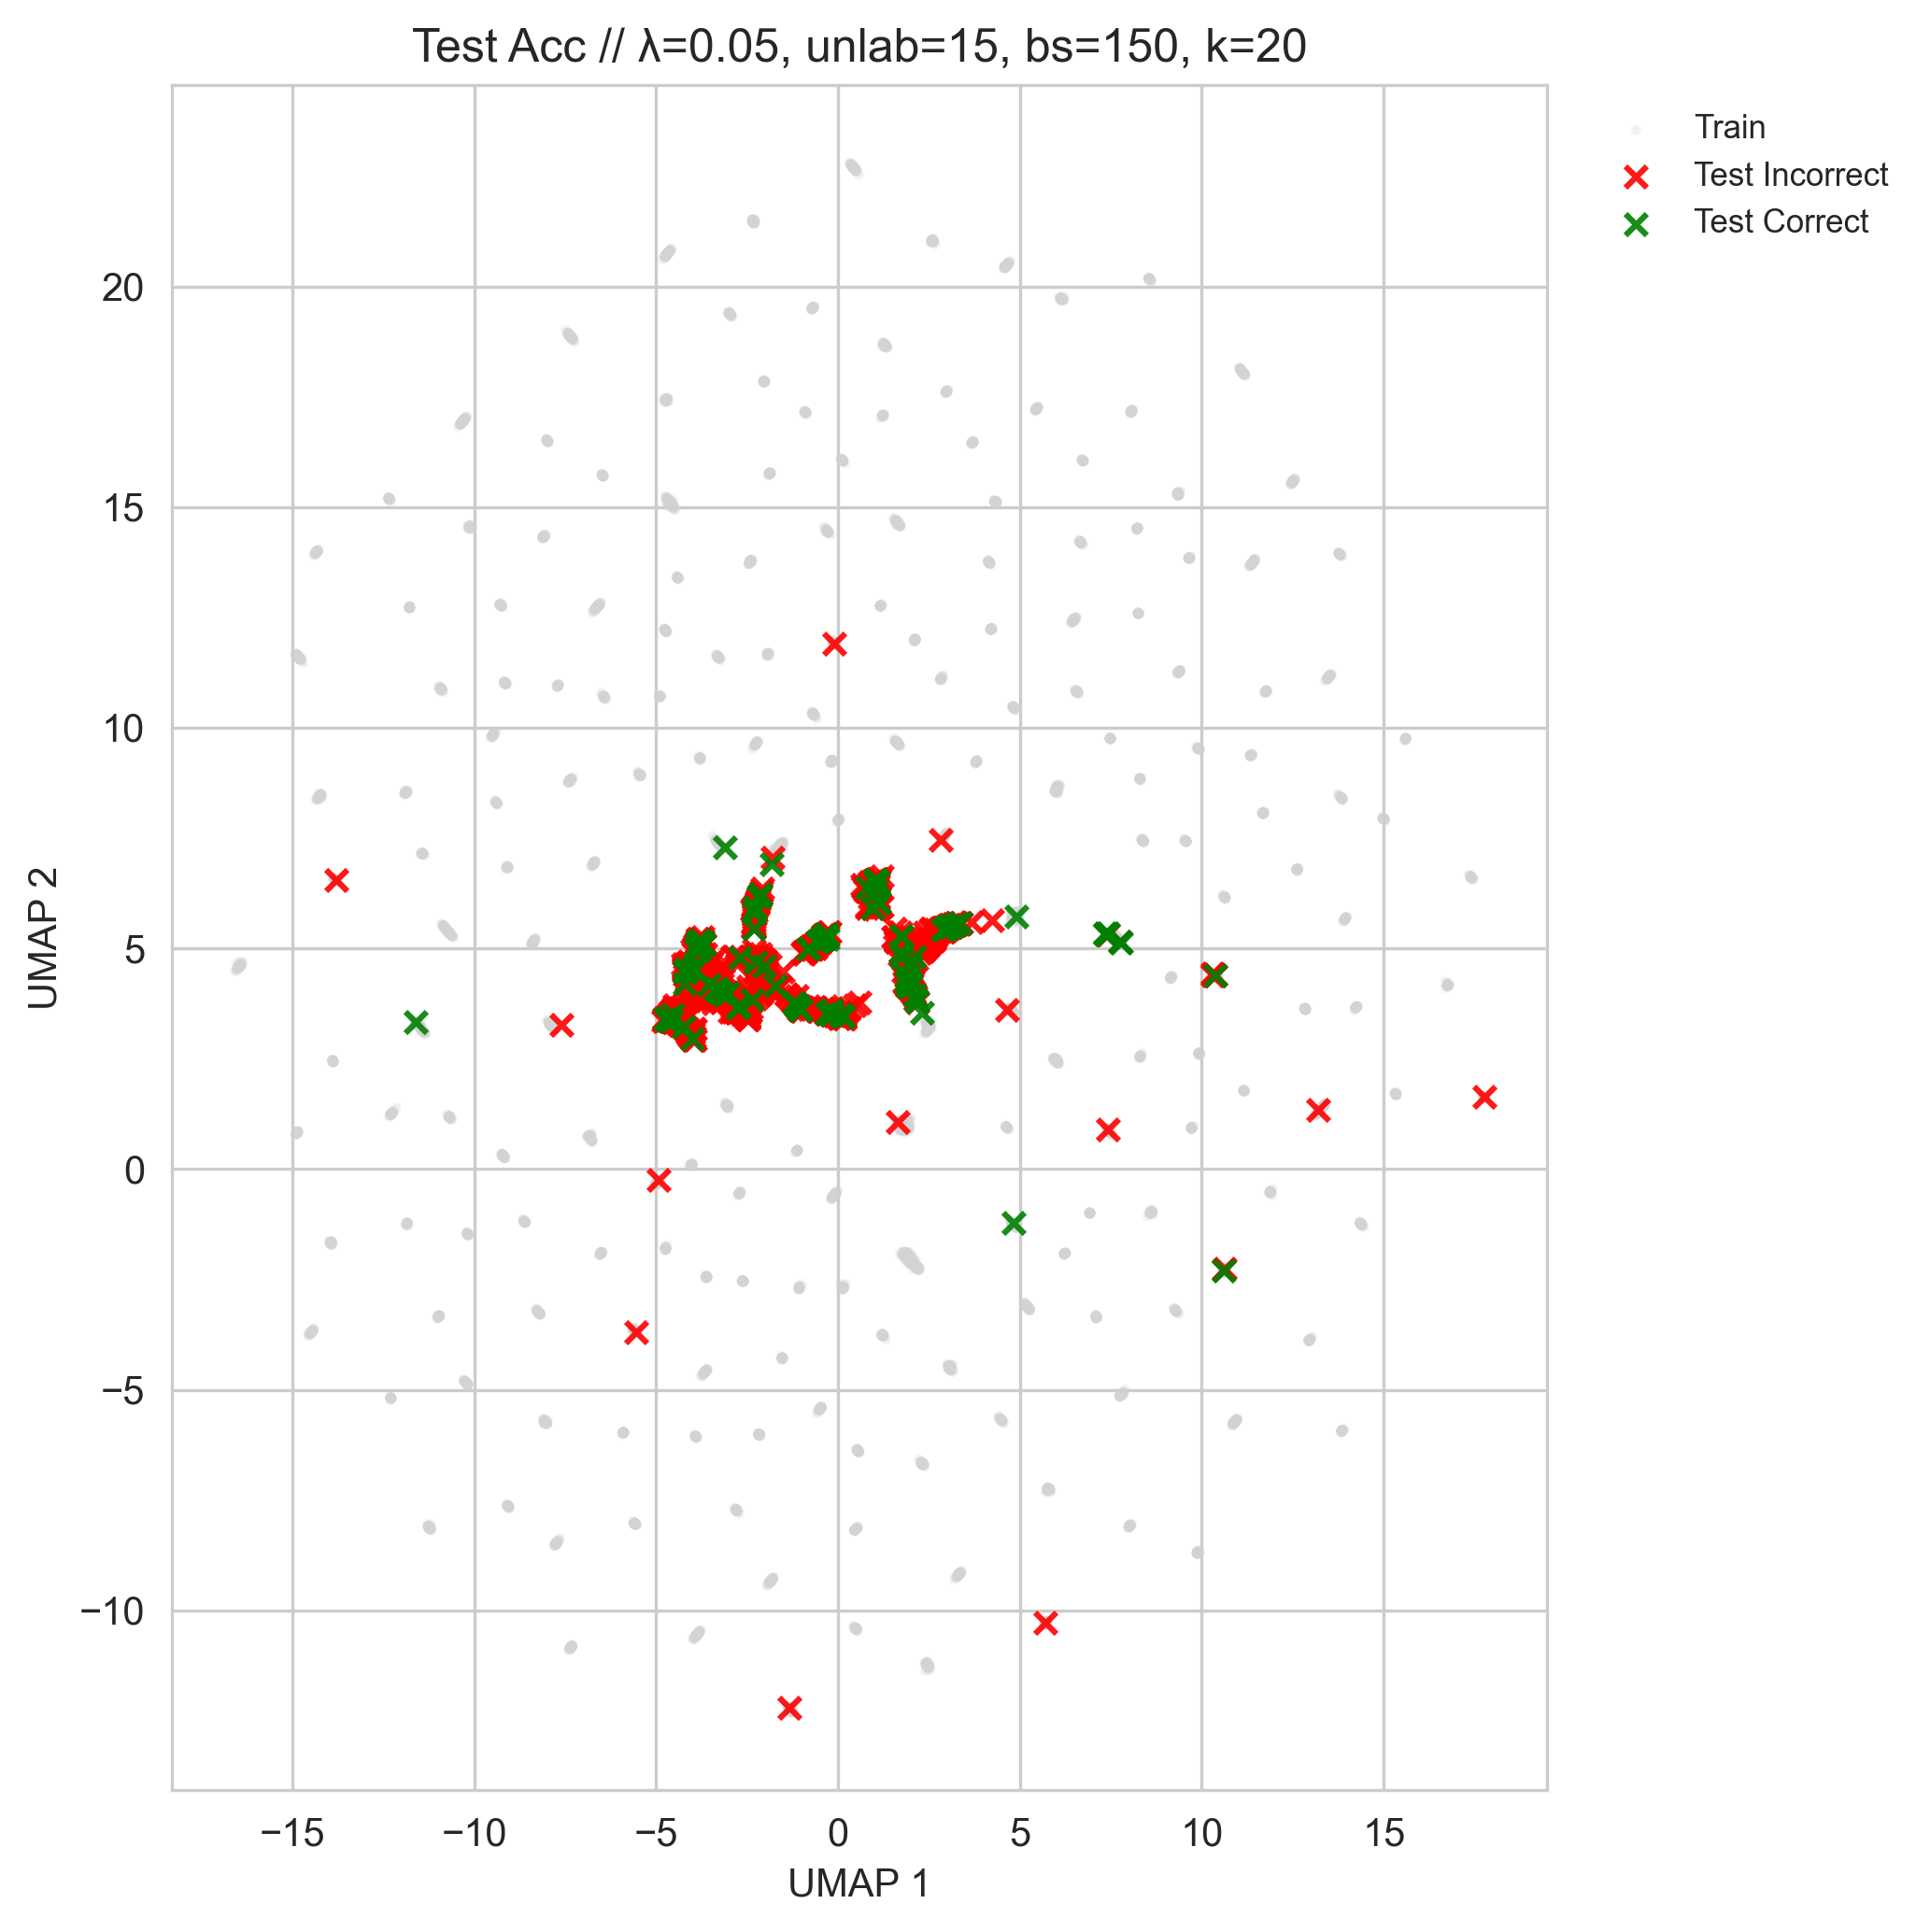 Test Acc // λ=0.05, unlab=15, bs=150, k=20
Train
Test Incorrect
Test Correct
20
15
10
5
0
−5
−10
UMAP 2
−15
−10
−5
0
5
10
15
UMAP 1